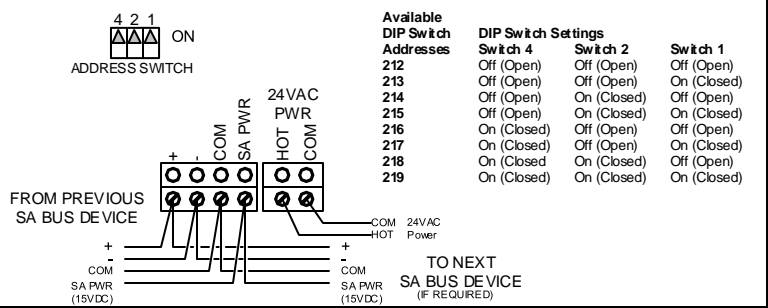 4 2 1
ON
ADDRESS SWITCH
Available
DIP Switch DIP Switch Settings
Addresses Switch 4 Switch 2 Switch 1
212 Off (Open) Off (Open) Off (Open)
213 Off (Open) Off (Open) On (Closed)
214 Off (Open) On (Closed) Off (Open)
215 Off (Open) On (Closed) On (Closed)
216 On (Closed) Off (Open) Off (Open)
217 On (Closed) Off (Open) On (Closed)
218 On (Closed On (Closed) Off (Open)
219 On (Closed) On (Closed) On (Closed)
24VAC
PWR
+ - COM SA PWR HOT COM
FROM PREVIOUS
SA BUS DEVICE
COM 24VAC
HOT Power
+ +
- -
COM COM
SA PWR SA PWR
(15VDC) (15VDC)
TO NEXT
SA BUS DEVICE
(IF REQUIRED)